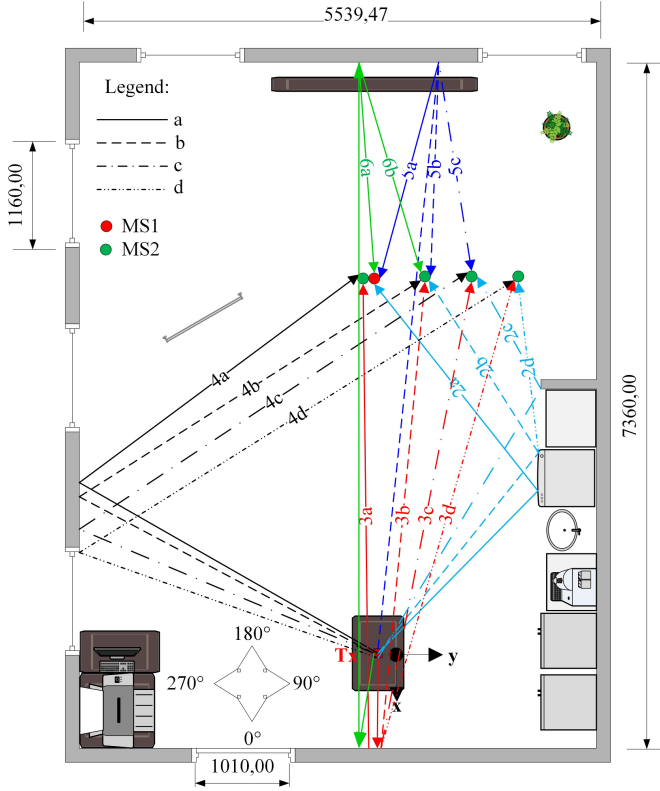 5539,47
Legend:
a
b
c
d
MS1
MS2
1160,00
6a
6b
5a
5b
5c
4a
4b
4c
4d
2a
2b
2c
2d
7360,00
3a
3b
3c
3d
Tx
y
x
180°
270°
90°
0°
1010,00